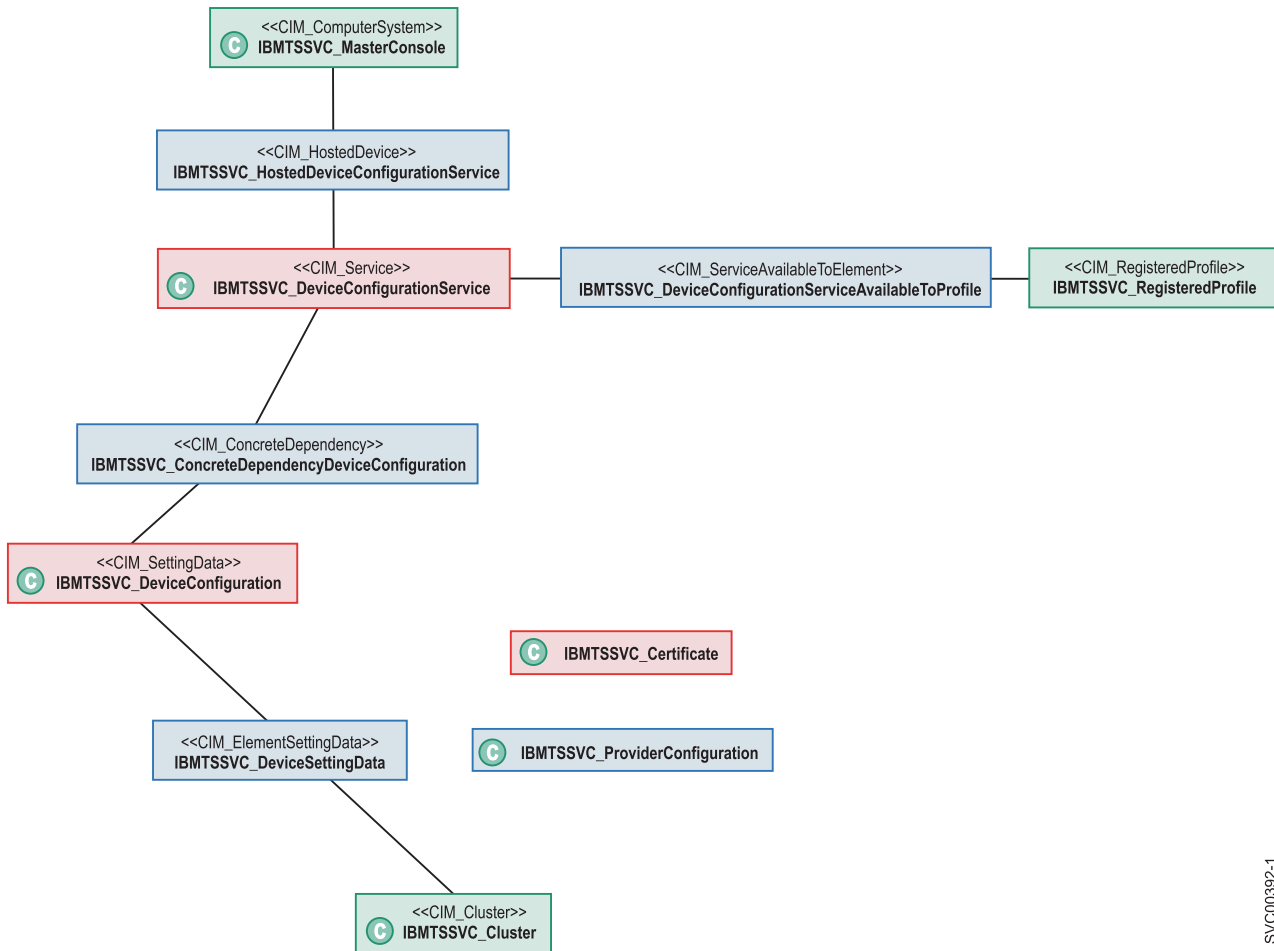 <<CIM_ComputerSystem>>
C
IBMTSSVC_MasterConsole
<<CIM_HostedDevice>>
IBMTSSVC_HostedDeviceConfigurationService
<<CIM_Service>>
C
IBMTSSVC_DeviceConfigurationService
<<CIM_ServiceAvailableToElement>>
IBMTSSVC_DeviceConfigurationServiceAvailableToProfile
<<CIM_RegisteredProfile>>
IBMTSSVC_RegisteredProfile
<<CIM_ConcreteDependency>>
IBMTSSVC_ConcreteDependencyDeviceConfiguration
<<CIM_SettingData>>
C
IBMTSSVC_DeviceConfiguration
C
IBMTSSVC_Certificate
<<CIM_ElementSettingData>>
IBMTSSVC_DeviceSettingData
C
IBMTSSVC_ProviderConfiguration
<<CIM_Cluster>>
C
IBMTSSVC_Cluster
SVC00392-1